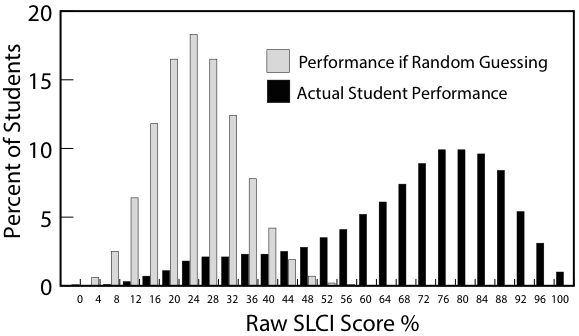 20
15
10
5
0
Percent of Students
Performance if Random Guessing
Actual Student Performance
0 4 8 12 16 20 24 28 32 36 40 44 48 52 56 60 64 68 72 76 80 84 88 92 96 100
Raw SLCI Score %